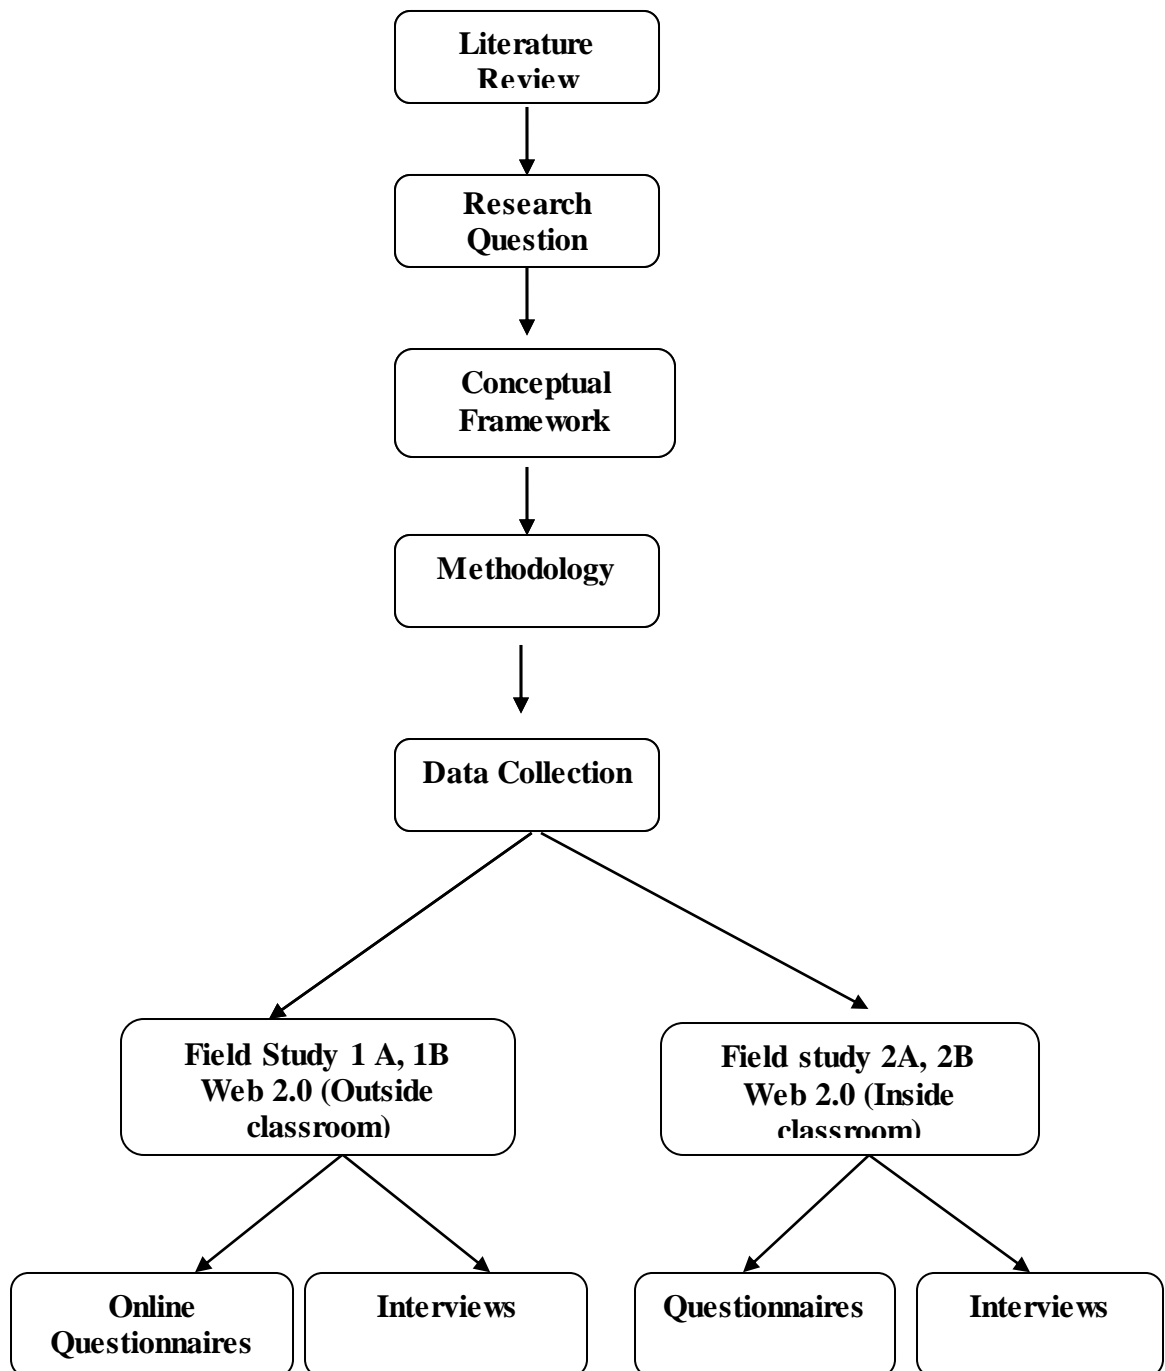 Literature
Review
Research
Question
Conceptual
Framework
Methodology
Data Collection
Field Study 1 A, 1B
Web 2.0 (Outside
classroom)
Field study 2A, 2B
Web 2.0 (Inside
classroom)
Online
Questionnaires
Interviews
Questionnaires
Interviews